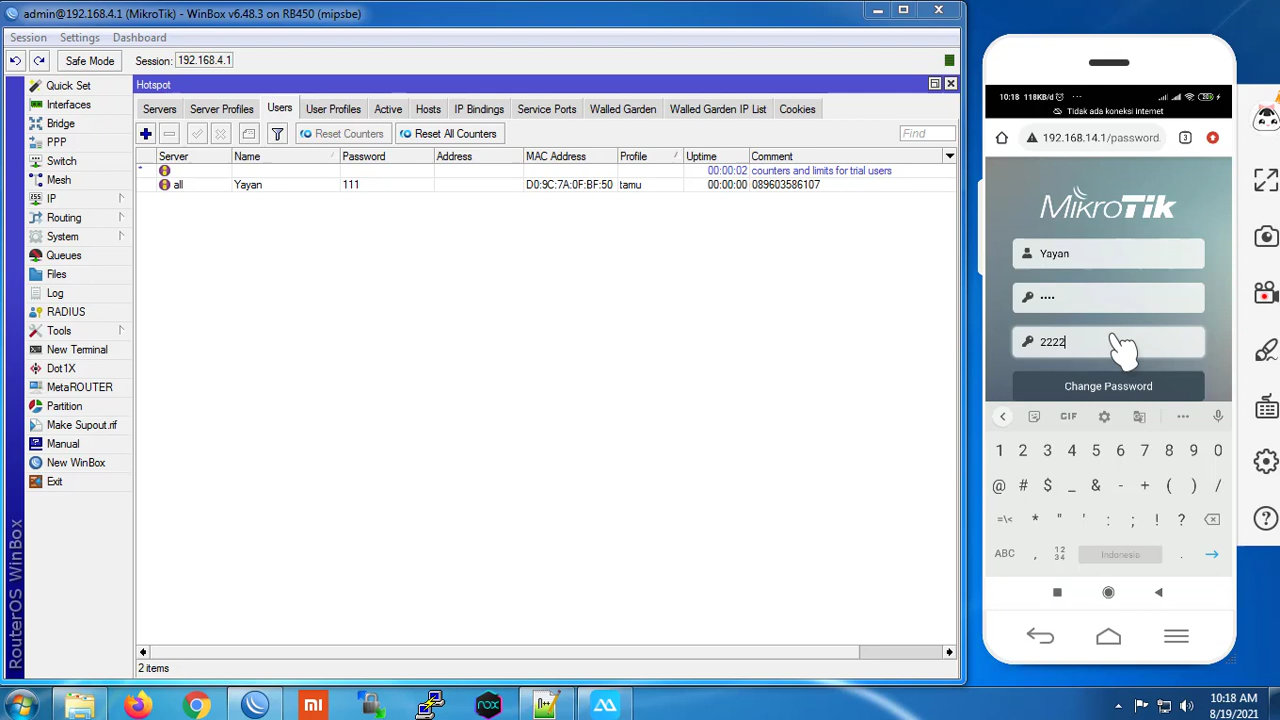 admin@192.168.4.1 (MikroTik) - WinBox v6.48.3 on RB450 (mipsbe)
Session Settings Dashboard
Safe Mode Session: 192.168.4.1
Quick Set
Interfaces
Bridge
PPP
Switch
Mesh
IP
Routing
System
Queues
Files
Log
RADIUS
Tools
New Terminal
Dot1X
MetaROUTER
Partition
Make Supout.rif
Manual
New WinBox
Exit
RouterOS WinBox
Hotspot
Servers Server Profiles Users User Profiles Active Hosts IP Bindings Service Ports Walled Garden Walled Garden IP List Cookies
Reset Counters Reset All Counters Find
Server Name Password Address MAC Address Profile Uptime Comment
* 00:00:02 counters and limits for trial users
all Yayan 111 D0:9C:7A:0F:BF:50 tamu 00:00:00 089603586107
2 items
10:18 118KB/d
Tidak ada koneksi internet
192.168.14.1/password 3
MikroTik
Yayan
••••
2222
Change Password
GIF
1 2 3 4 5 6 7 8 9 0
@ # $ _ & - + ( ) /
=\< * " ' : ; ! ?
ABC , 12 34 Indonesia .
10:18 AM
8/19/2021